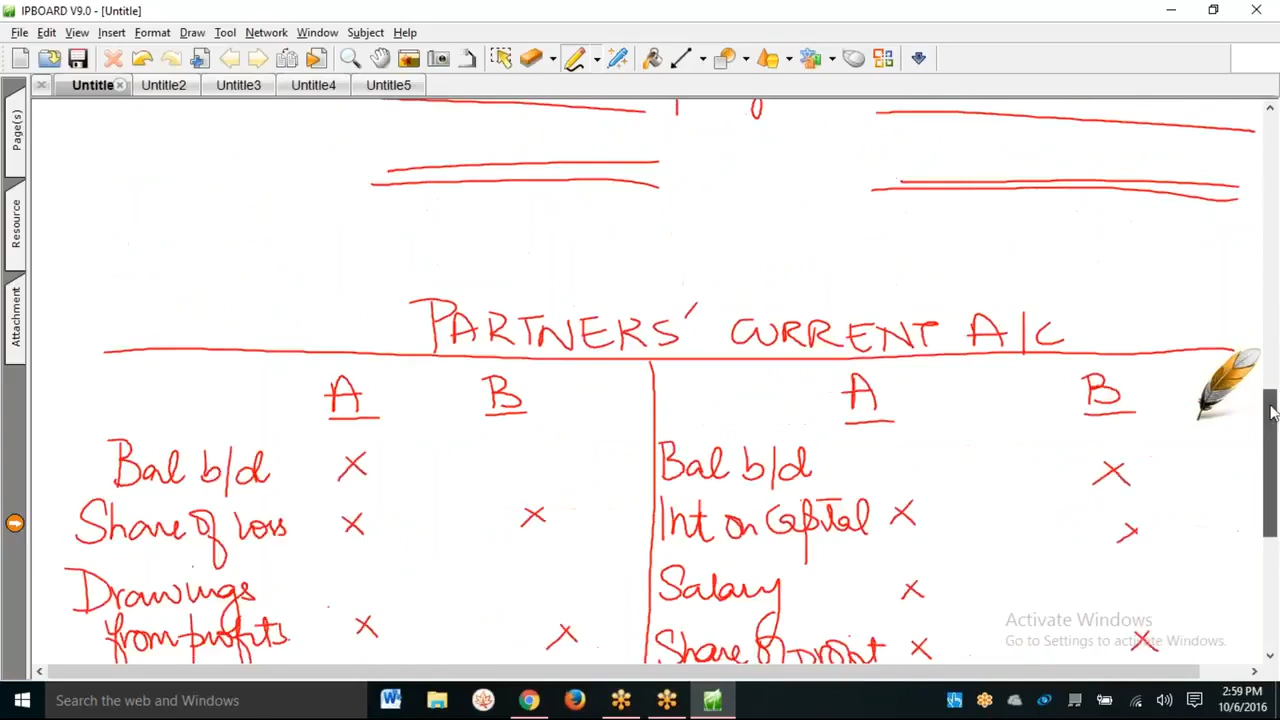 IPBOARD V9.0 - [Untitle]
File Edit View Insert Format Draw Tool Network Window Subject Help
Untitle Untitle2 Untitle3 Untitle4 Untitle5
Page(s)
Resource
Attachment
PARTNERS' CURRENT A/C
A B A B
Bal b/d X Bal b/d X
Share of loss X X Int on Capital X X
Drawings Salary X
from profits X X Share of profit X X
Activate Windows
Go to Settings to activate Windows.
Search the web and Windows
2:59 PM
10/6/2016